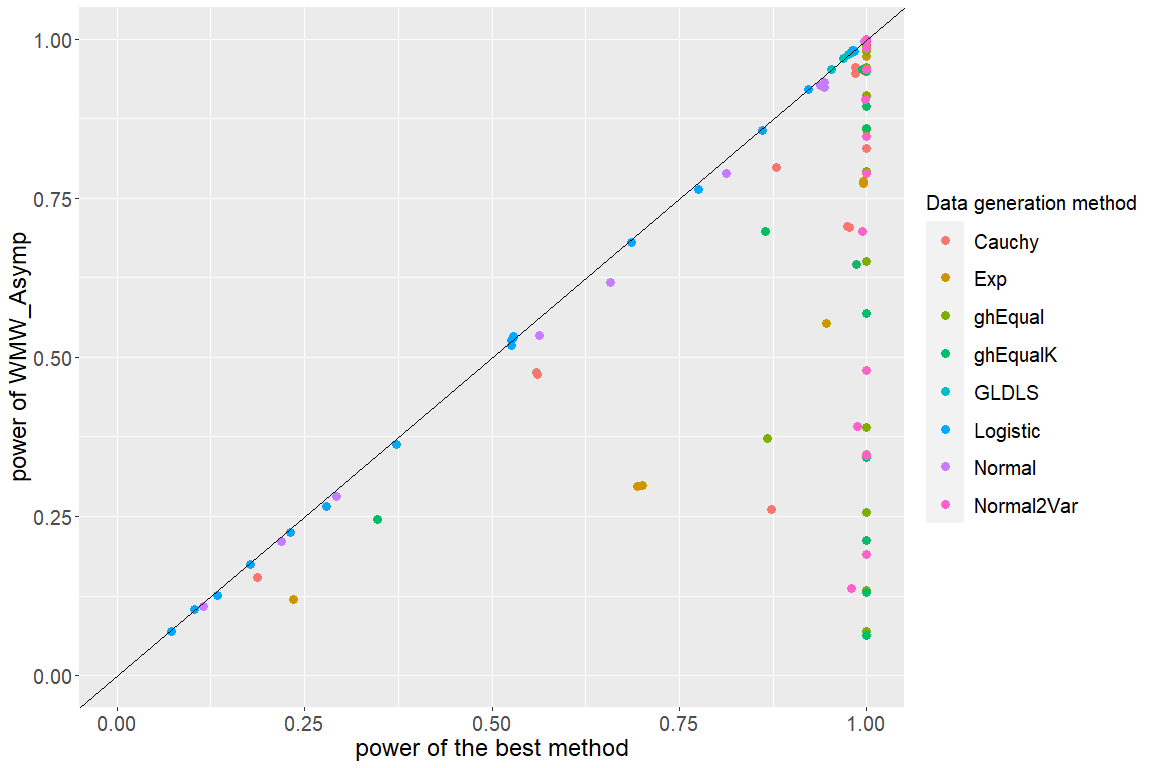 power of WMW_Asymp
1.00
0.75
0.50
0.25
0.00
0.00 0.25 0.50 0.75 1.00
power of the best method
Data generation method
Cauchy
Exp
ghEqual
ghEqualK
GLDLS
Logistic
Normal
Normal2Var